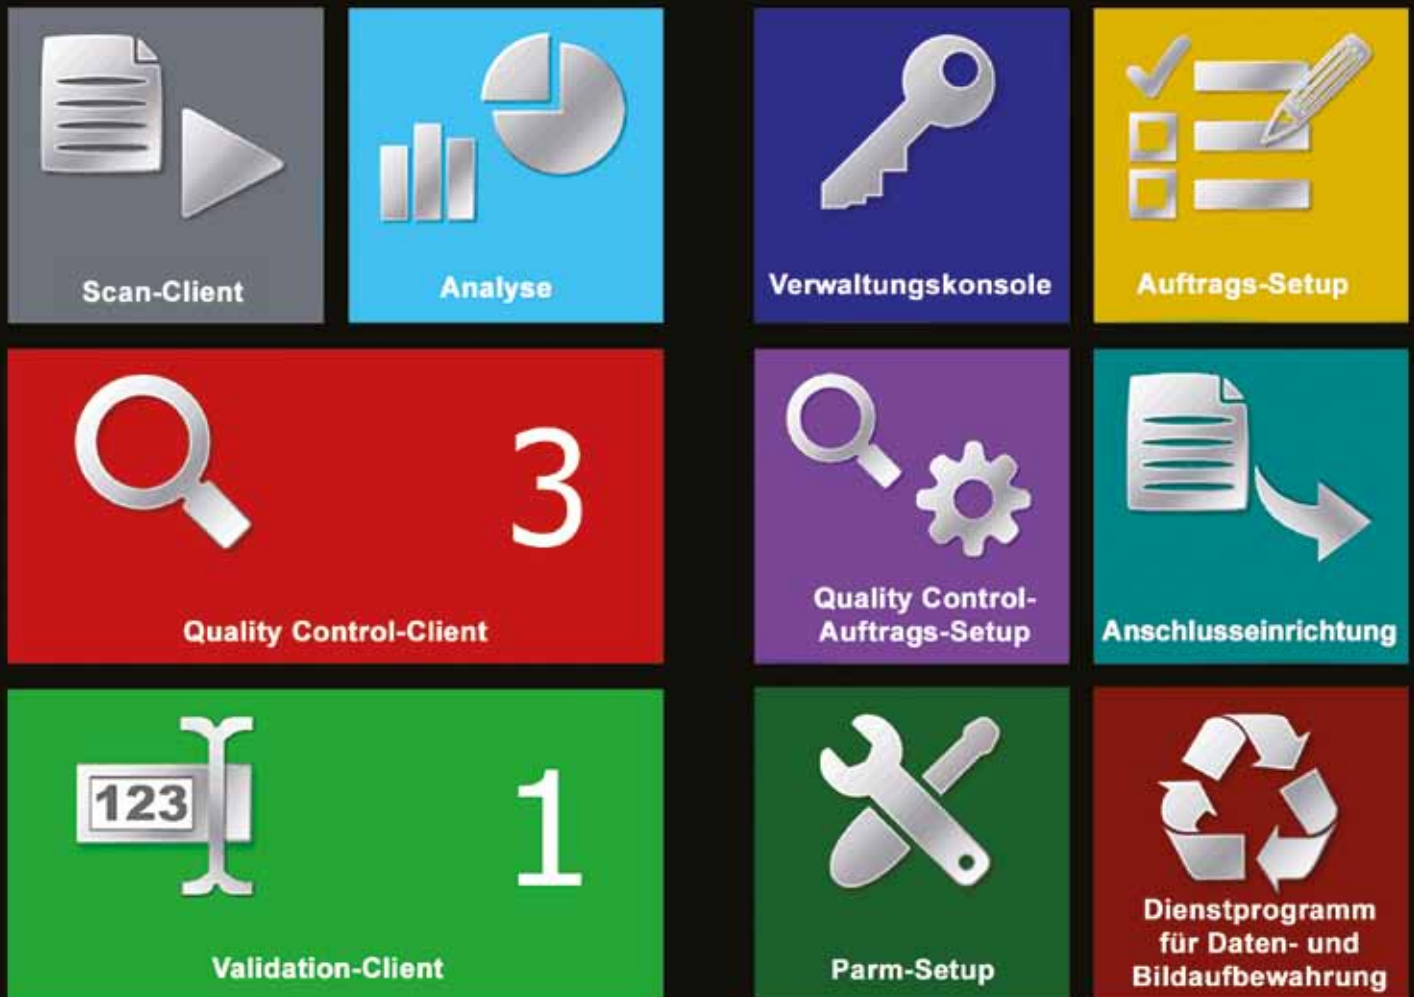 Scan-Client
Analyse
Verwaltungskonsole
Auftrags-Setup
3
Quality Control-Client
Quality Control-
Auftrags-Setup
Anschlusseinrichtung
123
1
Validation-Client
Parm-Setup
Dienstprogramm
für Daten- und
Bildaufbewahrung